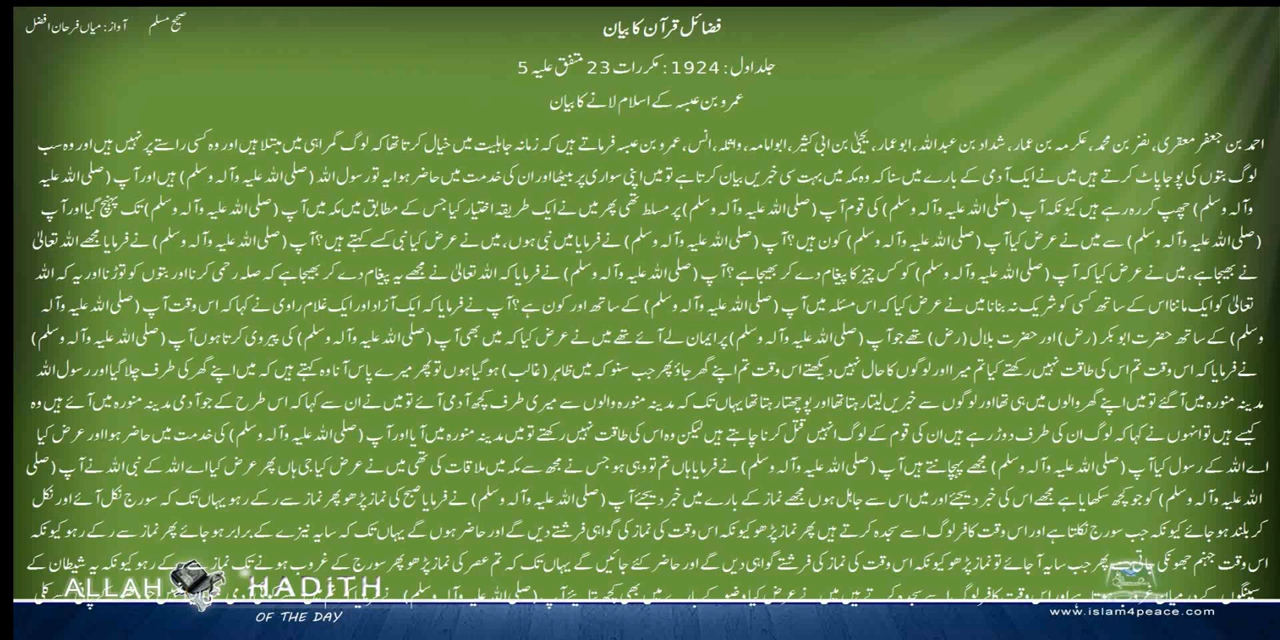 صحیح مسلم آواز: میاں فرحان افضل
فضائل قرآن کا بیان
جلد اول : 1924 : مکررات 23 متفق علیہ 5
عمرو بن عبسہ کے اسلام لانے کا بیان
احمد بن جعفر معقری، نضر بن محمد، عکرمہ بن عمار، شداد بن عبد اللہ، ابوعمار، یحییٰ بن ابی کثیر، ابوامامہ، واثلہ، انس، عمرو بن عبسہ فرماتے ہیں کہ زمانہ جاہلیت میں خیال کرتا تھا کہ لوگ گمراہی میں مبتلا ہیں اور وہ کسی راستے پر نہیں ہیں اور وہ سب
لوگ بتوں کی پوجا پاٹ کرتے ہیں میں نے ایک آدمی کے بارے میں سنا کہ وہ مکہ میں بہت سی خبریں بیان کرتا ہے تو میں اپنی سواری پر بیٹھا اور ان کی خدمت میں حاضر ہوا یہ تو رسول اللہ (صلی اللہ علیہ وآلہ وسلم) ہیں اور آپ (صلی اللہ علیہ
وآلہ وسلم) چھپ کر رہ رہے ہیں کیونکہ آپ (صلی اللہ علیہ وآلہ وسلم) کی قوم آپ (صلی اللہ علیہ وآلہ وسلم) پر مسلط تھی پھر میں نے ایک طریقہ اختیار کیا جس کے مطابق میں مکہ میں آپ (صلی اللہ علیہ وآلہ وسلم) تک پہنچ گیا اور آپ
(صلی اللہ علیہ وآلہ وسلم) سے میں نے عرض کیا آپ (صلی اللہ علیہ وآلہ وسلم) کون ہیں؟ آپ (صلی اللہ علیہ وآلہ وسلم) نے فرمایا میں نبی ہوں، میں نے عرض کیا نبی کسے کہتے ہیں؟ آپ (صلی اللہ علیہ وآلہ وسلم) نے فرمایا مجھے اللہ تعالیٰ
نے بھیجا ہے، میں نے عرض کیا کہ آپ (صلی اللہ علیہ وآلہ وسلم) کو کس چیز کا پیغام دے کر بھیجا ہے؟ آپ (صلی اللہ علیہ وآلہ وسلم) نے فرمایا کہ اللہ تعالیٰ نے مجھے یہ پیغام دے کر بھیجا ہے کہ صلہ رحمی کرنا اور بتوں کو توڑنا اور یہ کہ اللہ
تعالیٰ کو ایک ماننا اس کے ساتھ کسی کو شریک نہ بنانا میں نے عرض کیا کہ اس مسئلہ میں آپ (صلی اللہ علیہ وآلہ وسلم) کے ساتھ اور کون ہے؟ آپ نے فرمایا کہ ایک آزاد اور ایک غلام راوی نے کہا کہ اس وقت آپ (صلی اللہ علیہ وآلہ
وسلم) کے ساتھ حضرت ابوبکر (رض) اور حضرت بلال (رض) تھے جو آپ (صلی اللہ علیہ وآلہ وسلم) پر ایمان لے آئے تھے میں نے عرض کیا کہ میں بھی آپ (صلی اللہ علیہ وآلہ وسلم) کی پیروی کرتا ہوں آپ (صلی اللہ علیہ وآلہ وسلم)
نے فرمایا کہ اس وقت تم اس کی طاقت نہیں رکھتے کیا تم میرا اور لوگوں کا حال نہیں دیکھتے اس وقت تم اپنے گھر جاؤ پھر جب سنو کہ میں ظاہر (غالب) ہو گیا ہوں تو پھر میرے پاس آنا وہ کہتے ہیں کہ میں اپنے گھر کی طرف چلا گیا اور رسول اللہ
مدینہ منورہ میں آگئے تو میں اپنے گھر والوں میں ہی تھا اور لوگوں سے خبریں لیتا رہتا تھا اور پوچھتا رہتا تھا یہاں تک کہ مدینہ منورہ والوں سے میری طرف کچھ آدمی آئے تو میں نے ان سے کہا کہ اس طرح کے جو آدمی مدینہ منورہ میں آئے ہیں وہ
کیسے ہیں تو انہوں نے کہا کہ لوگ ان کی طرف دوڑ رہے ہیں ان کی قوم کے لوگ انہیں قتل کرنا چاہتے ہیں لیکن وہ اس کی طاقت نہیں رکھتے تو میں مدینہ منورہ میں آیا اور آپ (صلی اللہ علیہ وآلہ وسلم) کی خدمت میں حاضر ہوا اور عرض کیا
اے اللہ کے رسول کیا آپ (صلی اللہ علیہ وآلہ وسلم) مجھے پہچانتے ہیں آپ (صلی اللہ علیہ وآلہ وسلم) نے فرمایا ہاں تم تو وہی ہو جس نے مجھ سے مکہ میں ملاقات کی تھی میں نے عرض کیا جی ہاں پھر عرض کیا اے اللہ کے نبی اللہ نے آپ (صلی
اللہ علیہ وآلہ وسلم) کو جو کچھ سکھایا ہے مجھے اس کی خبر دیجئے اور میں اس سے جاہل ہوں مجھے نماز کے بارے میں خبر دیجئے آپ (صلی اللہ علیہ وآلہ وسلم) نے فرمایا صبح کی نماز پڑھو پھر نماز سے رکے رہو یہاں تک کہ سورج نکل آئے اور نکل
کر بلند ہو جائے کیونکہ جب سورج نکلتا ہے اور اس وقت کافر لوگ اسے سجدہ کرتے ہیں پھر نماز پڑھو کیونکہ اس وقت کی نماز کی گواہی فرشتے دیں گے اور حاضر ہوں گے یہاں تک کہ سایہ نیزے کے برابر ہو جائے پھر نماز سے رکے رہو کیونکہ
اس وقت جہنم جھونکی جاتی ہے پھر جب سایہ آجائے تو نماز پڑھو کیونکہ اس وقت کی نماز کی فرشتے گواہی دیں گے اور حاضر کئے جائیں گے یہاں تک کہ تم عصر کی نماز پڑھو پھر سورج کے غروب ہونے تک نماز سے رکے رہو کیونکہ یہ شیطان کے
ALLAH HADITH
OF THE DAY
www.islam4peace.com